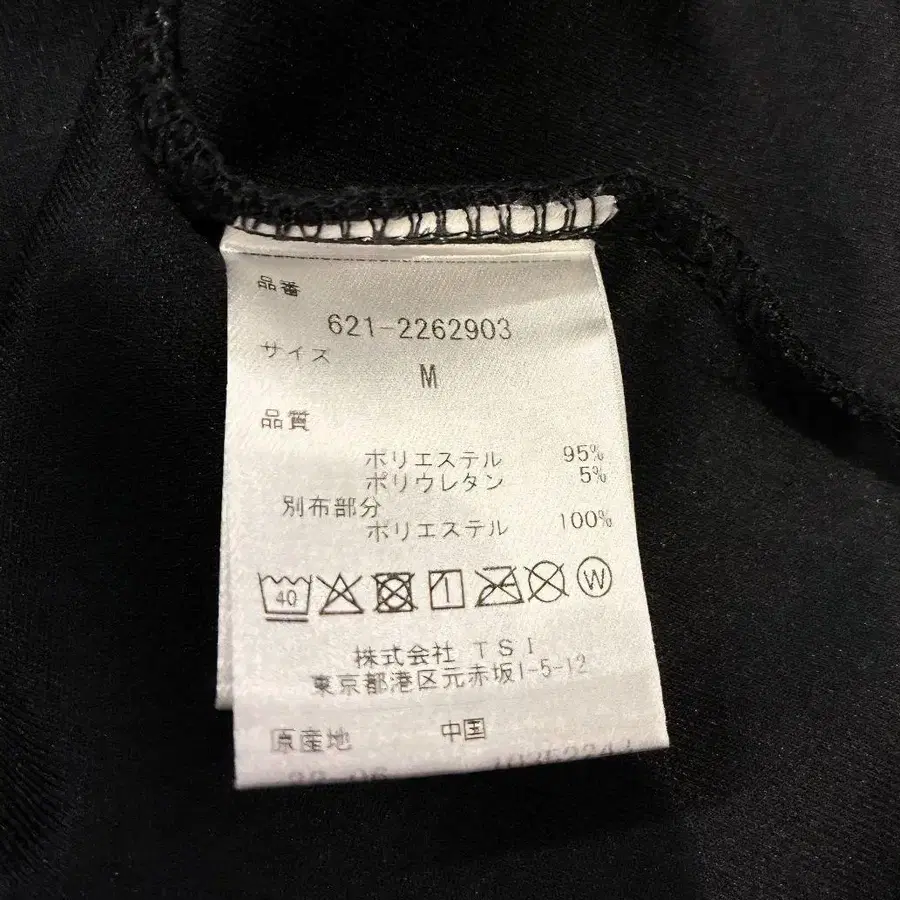 品番
621-2262903
サイズ
M
品質
ポリエステル 95%
ポリウレタン 5%
別布部分
ポリエステル 100%
40 1 W
株式会社 TSI
東京都港区元赤坂1-5-12
原産地 中国